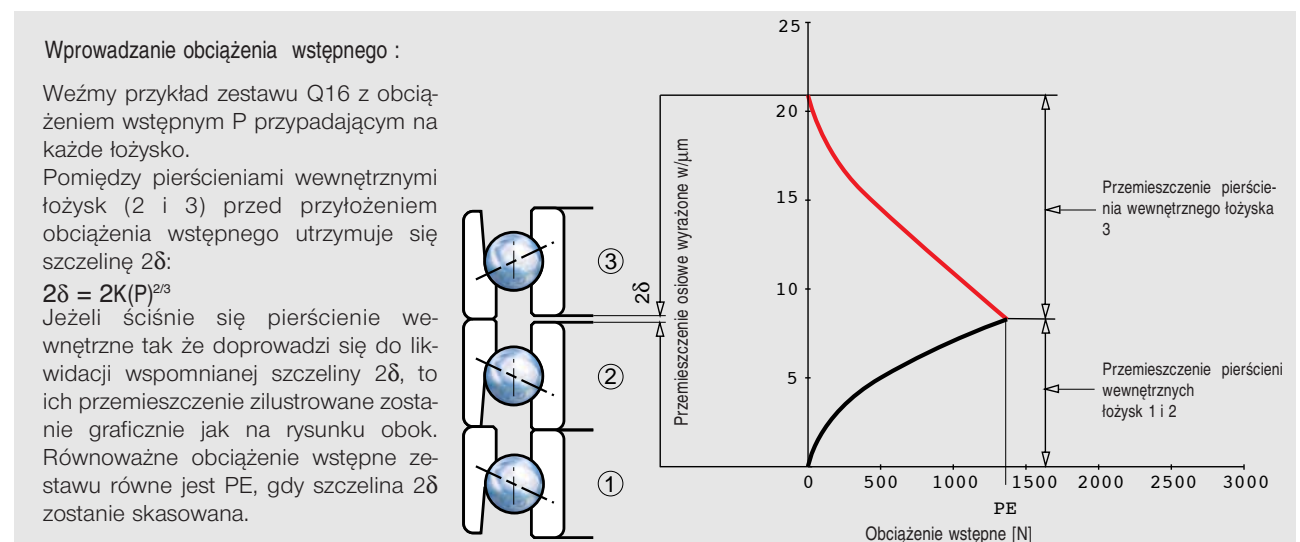 Wprowadzanie obciążenia wstępnego :
Weźmy przykład zestawu Q16 z obcią-
żeniem wstępnym P przypadającym na
każde łożysko.
Pomiędzy pierścieniami wewnętrznymi
łożysk (2 i 3) przed przyłożeniem
obciążenia wstępnego utrzymuje się
szczelinę 2δ:
2δ = 2K(P)²/³
Jeżeli ściśnie się pierścienie we-
wnętrzne tak że doprowadzi się do lik-
widacji wspomnianej szczeliny 2δ, to
ich przemieszczenie zilustrowane zosta-
nie graficznie jak na rysunku obok.
Równoważne obciążenie wstępne ze-
stawu równe jest PE, gdy szczelina 2δ
zostanie skasowana.
③
②
①
2δ
Przemieszczenie osiowe wyrażone w/μm
25
20
15
10
5
0 500 1000 1500 2000 2500 3000
PE
Obciążenie wstępne [N]
Przemieszczenie pierście-
nia wewnętrznego łożyska
3
Przemieszczenie pierścieni
wewnętrznych
łożysk 1 i 2